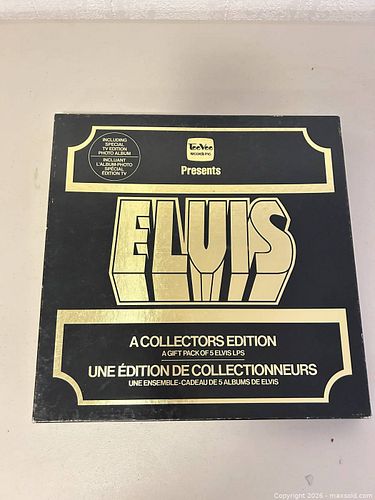 INCLUDING
SPECIAL
TV EDITION
PHOTO ALBUM
INCLUANT
L'ALBUM-PHOTO
SPÉCIAL
ÉDITION TV
TeeVee
RECORDS INC.
Presents
ELVIS
A COLLECTORS EDITION
A GIFT PACK OF 5 ELVIS LPS
UNE ÉDITION DE COLLECTIONNEURS
UNE ENSEMBLE-CADEAU DE 5 ALBUMS DE ELVIS
Copyright 2026 - maxsold.com